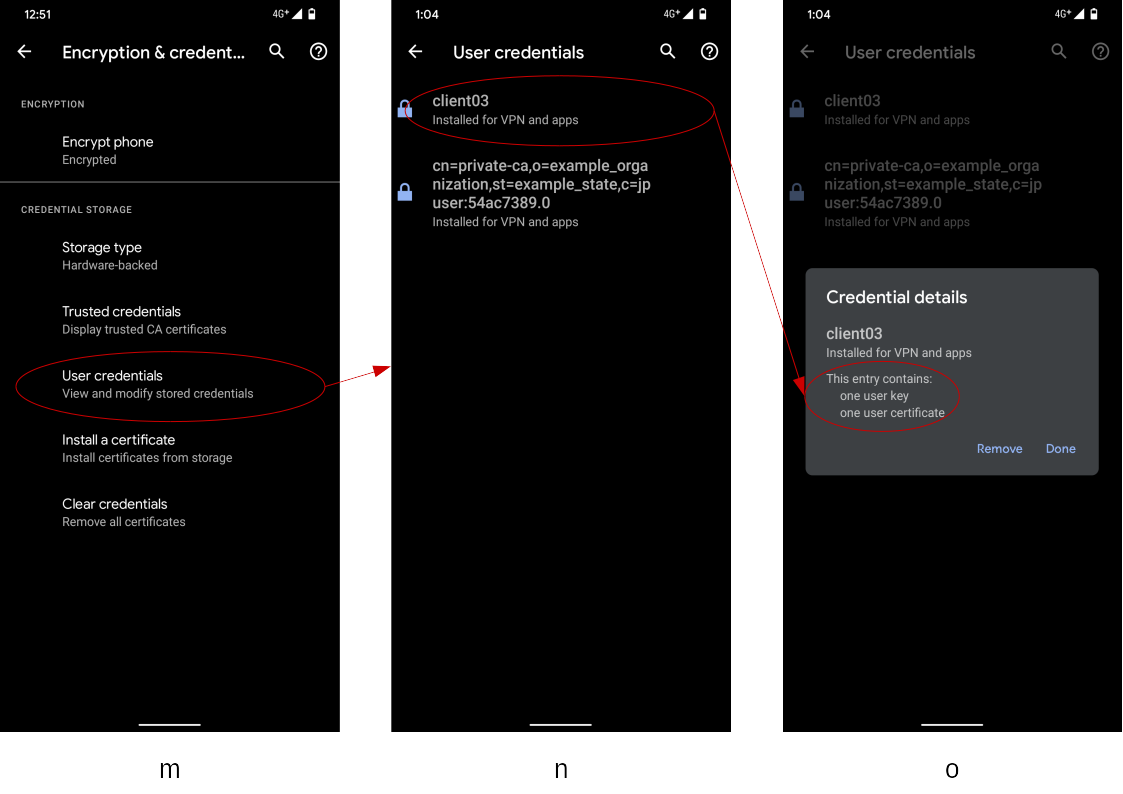 12:51
4G+
Encryption & credent...
ENCRYPTION
Encrypt phone
Encrypted
CREDENTIAL STORAGE
Storage type
Hardware-backed
Trusted credentials
Display trusted CA certificates
User credentials
View and modify stored credentials
Install a certificate
Install certificates from storage
Clear credentials
Remove all certificates
m
1:04
4G+
User credentials
client03
Installed for VPN and apps
cn=private-ca,o=example_orga
nization,st=example_state,c=jp
user:54ac7389.0
Installed for VPN and apps
n
1:04
4G+
User credentials
client03
Installed for VPN and apps
cn=private-ca,o=example_orga
nization,st=example_state,c=jp
user:54ac7389.0
Installed for VPN and apps
Credential details
client03
Installed for VPN and apps
This entry contains:
one user key
one user certificate
Remove Done
o